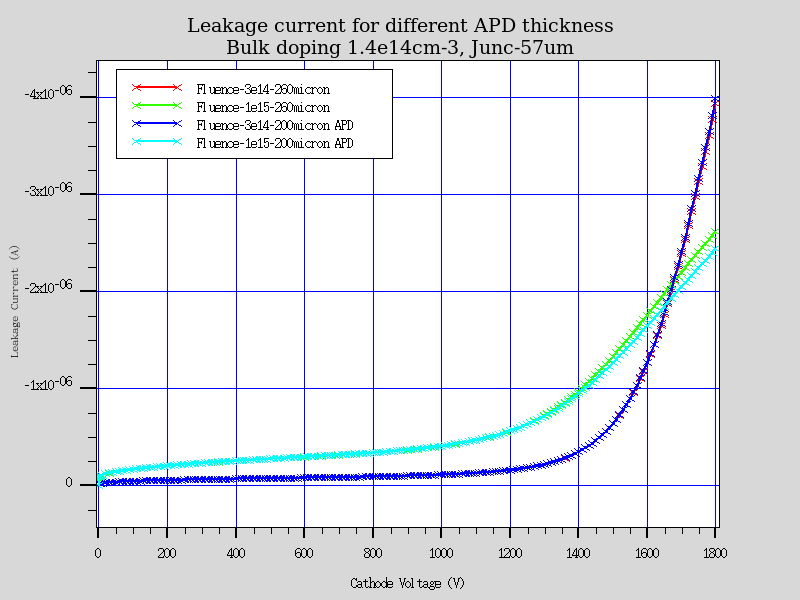 Leakage current for different APD thickness
Bulk doping 1.4e14cm-3, Junc-57um
Fluence-3e14-260micron
Fluence-1e15-260micron
Fluence-3e14-200micron APD
Fluence-1e15-200micron APD
-4x10-06
-3x10-06
-2x10-06
-1x10-06
0
Leakage Current (A)
0 200 400 600 800 1000 1200 1400 1600 1800
Cathode Voltage (V)